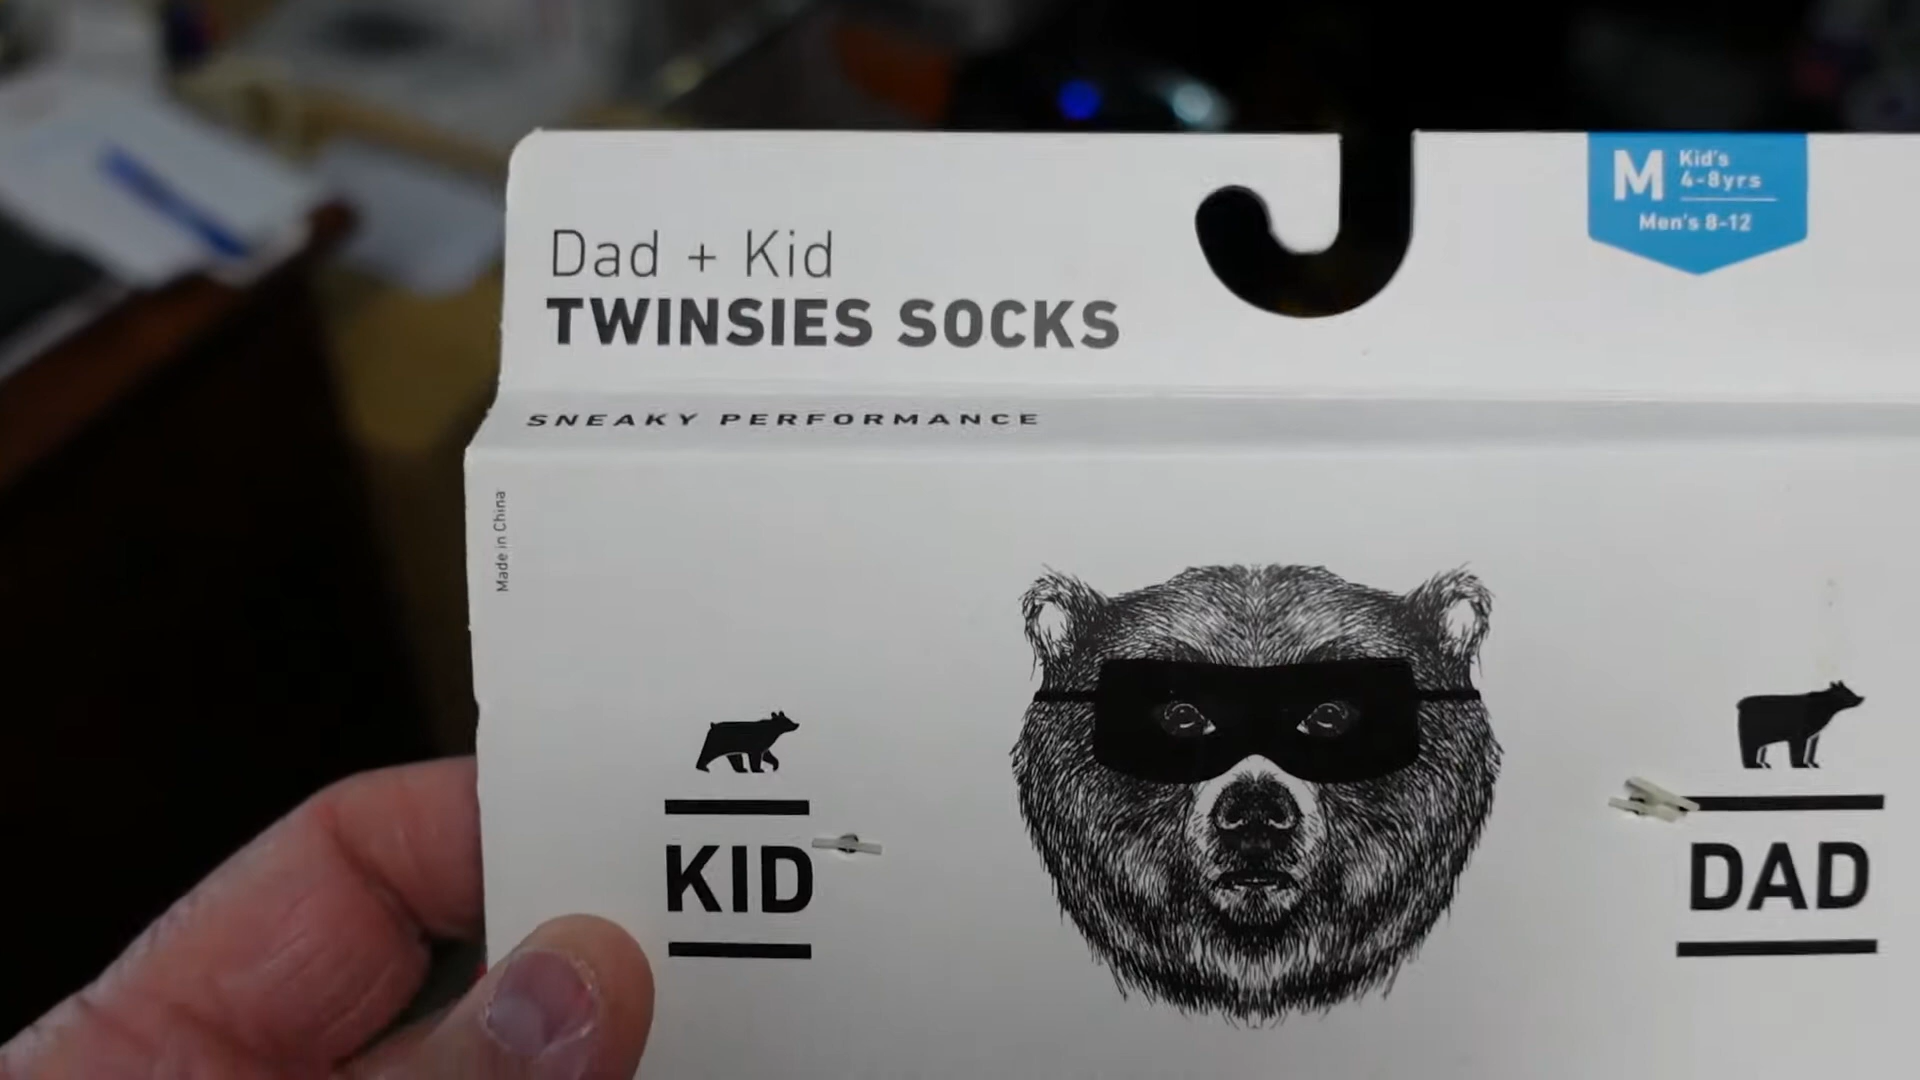 M
Kid's
4-8yrs
Men's 8-12
Dad + Kid
TWINSIES SOCKS
SNEAKY PERFORMANCE
Made in China
KID
DAD